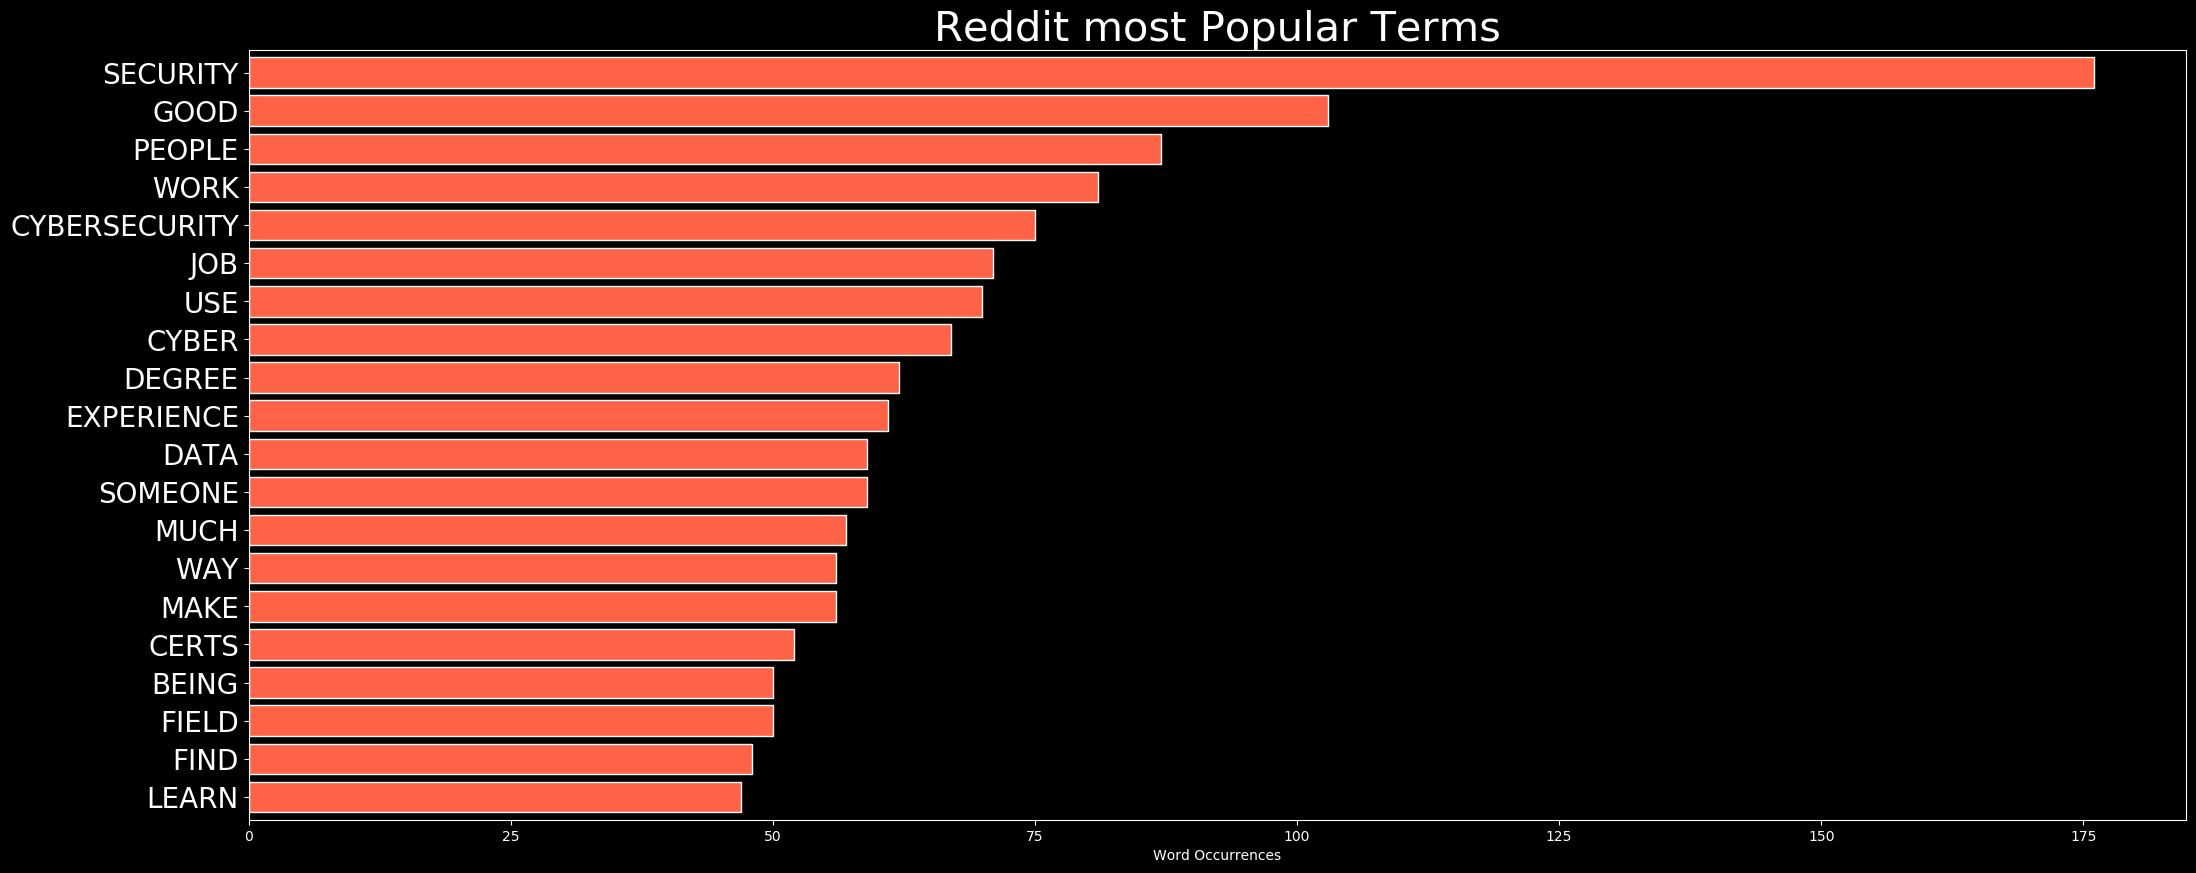 Reddit most Popular Terms
SECURITY
GOOD
PEOPLE
WORK
CYBERSECURITY
JOB
USE
CYBER
DEGREE
EXPERIENCE
DATA
SOMEONE
MUCH
WAY
MAKE
CERTS
BEING
FIELD
FIND
LEARN
0 25 50 75 100 125 150 175
Word Occurrences